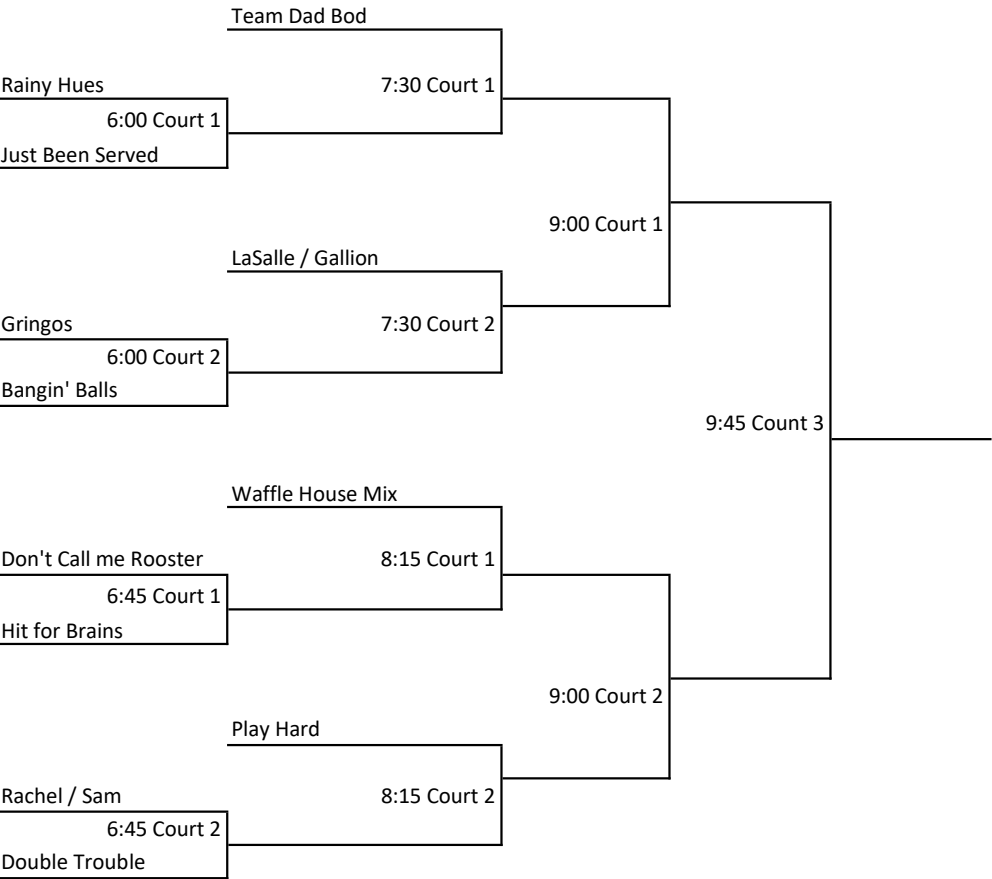 Team Dad Bod
Rainy Hues
7:30 Court 1
6:00 Court 1
Just Been Served
9:00 Court 1
LaSalle / Gallion
Gringos
7:30 Court 2
6:00 Court 2
Bangin' Balls
9:45 Count 3
Waffle House Mix
Don't Call me Rooster
8:15 Court 1
6:45 Court 1
Hit for Brains
9:00 Court 2
Play Hard
Rachel / Sam
8:15 Court 2
6:45 Court 2
Double Trouble